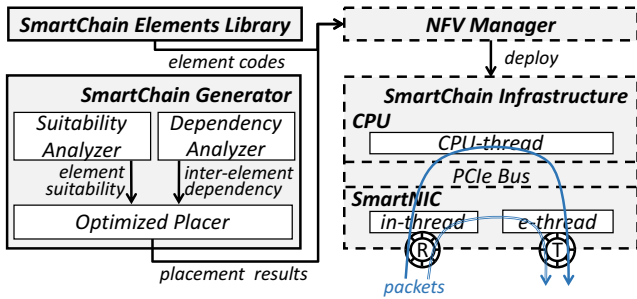 SmartChain Elements Library
element codes
SmartChain Generator
Suitability
Analyzer
Dependency
Analyzer
element
suitability
inter-element
dependency
Optimized Placer
placement results
NFV Manager
deploy
SmartChain Infrastructure
CPU
CPU-thread
PCIe Bus
SmartNIC
in-thread
e-thread
R
T
packets